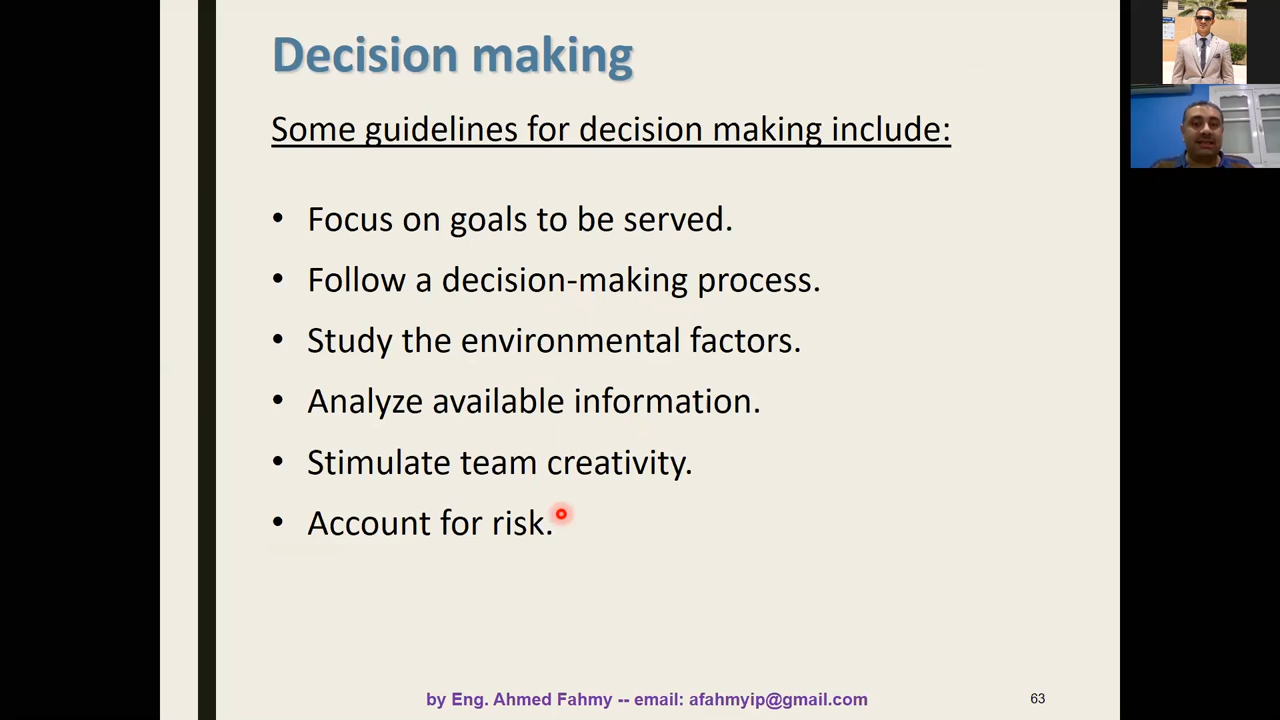 Decision making
Some guidelines for decision making include:
• Focus on goals to be served.
• Follow a decision-making process.
• Study the environmental factors.
• Analyze available information.
• Stimulate team creativity.
• Account for risk.
by Eng. Ahmed Fahmy -- email: afahmyip@gmail.com
63